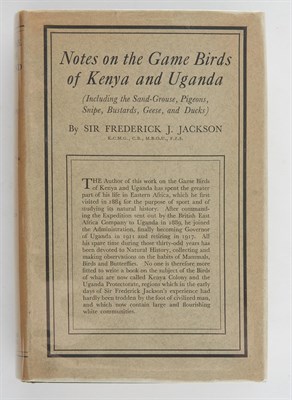 Notes on the Game Birds
of Kenya and Uganda
(Including the Sand-Grouse, Pigeons,
Snipe, Bustards, Geese, and Ducks)
By SIR FREDERICK J. JACKSON
K.C.M.G., C.B., M.B.O.U., F.Z.S.
THE Author of this work on the Game Birds
of Kenya and Uganda has spent the greater
part of his life in Eastern Africa, which he first
visited in 1884 for the purpose of sport and of
studying its natural history. After command-
ing the Expedition sent out by the British East
Africa Company to Uganda in 1889, he joined
the Administration, finally becoming Governor
of Uganda in 1911 and retiring in 1917. All
his spare time during those thirty-odd years has
been devoted to Natural History, collecting and
making observations on the habits of Mammals,
Birds and Butterflies. No one is therefore more
fitted to write a book on the subject of the Birds
of what are now called Kenya Colony and the
Uganda Protectorate, regions which in the early
days of Sir Frederick Jackson's experience had
hardly been trodden by the foot of civilized man,
and which now contain large and flourishing
white communities.